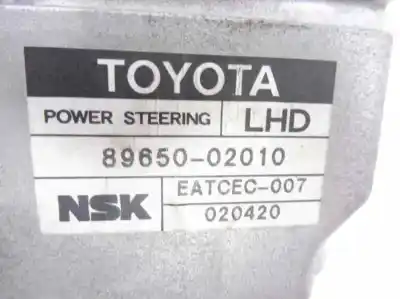 TOYOTA
POWER STEERING LHD
89650-02010
NSK EATCEC-007
020420